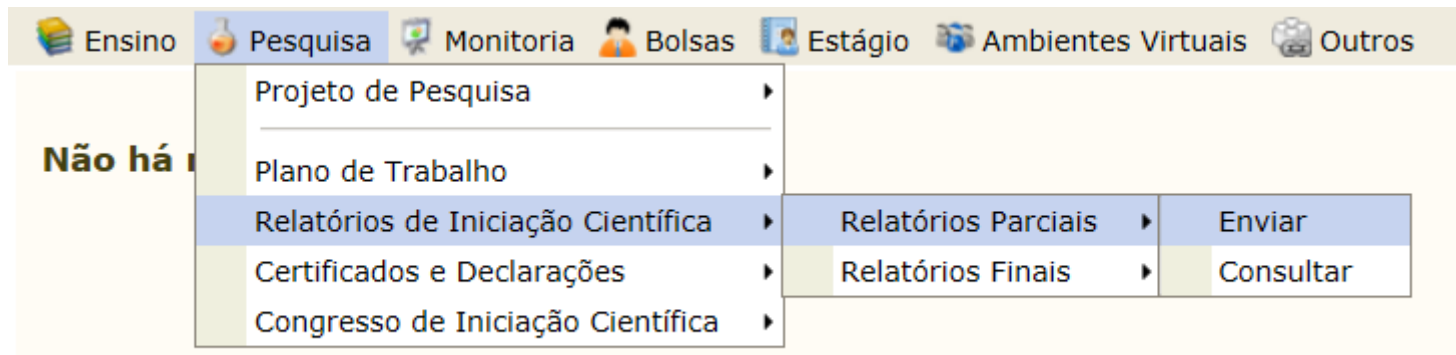 Ensino Pesquisa Monitoria Bolsas Estágio Ambientes Virtuais Outros
Projeto de Pesquisa
Não há
Plano de Trabalho
Relatórios de Iniciação Científica Relatórios Parciais Enviar
Certificados e Declarações Relatórios Finais Consultar
Congresso de Iniciação Científica